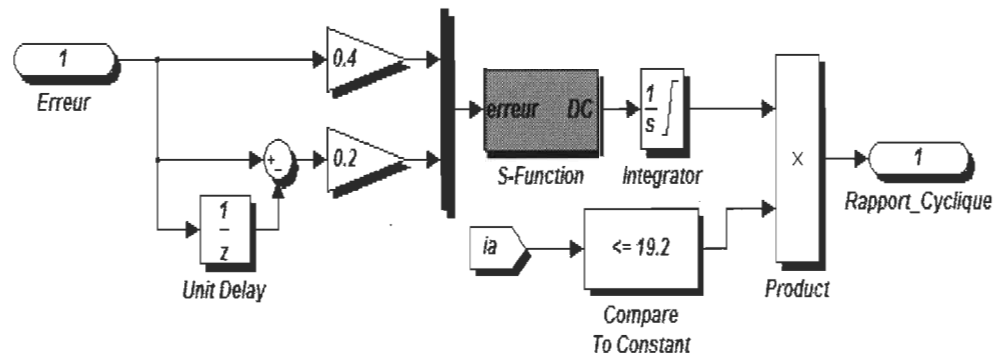 1
Erreur
0.4
+
-
0.2
1
z
Unit Delay
erreur DC
S-Function
1
s
Integrator
ia
<= 19.2
Compare
To Constant
X
Product
1
Rapport_Cyclique